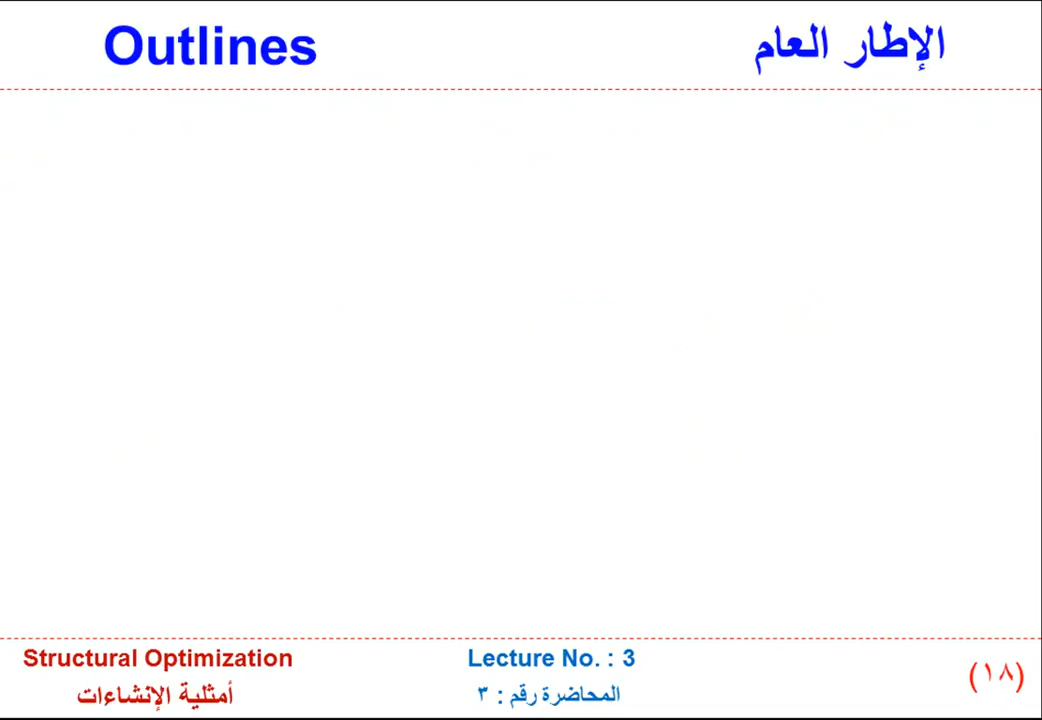 Outlines
الإطار العام
Structural Optimization
أمثلية الإنشاءات
Lecture No. : 3
المحاضرة رقم : ٣
(١٨)